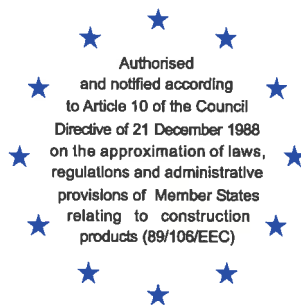 Authorised
and notified according
to Article 10 of the Council
Directive of 21 December 1988
on the approximation of laws,
regulations and administrative
provisions of Member States
relating to construction
products (89/106/EEC)